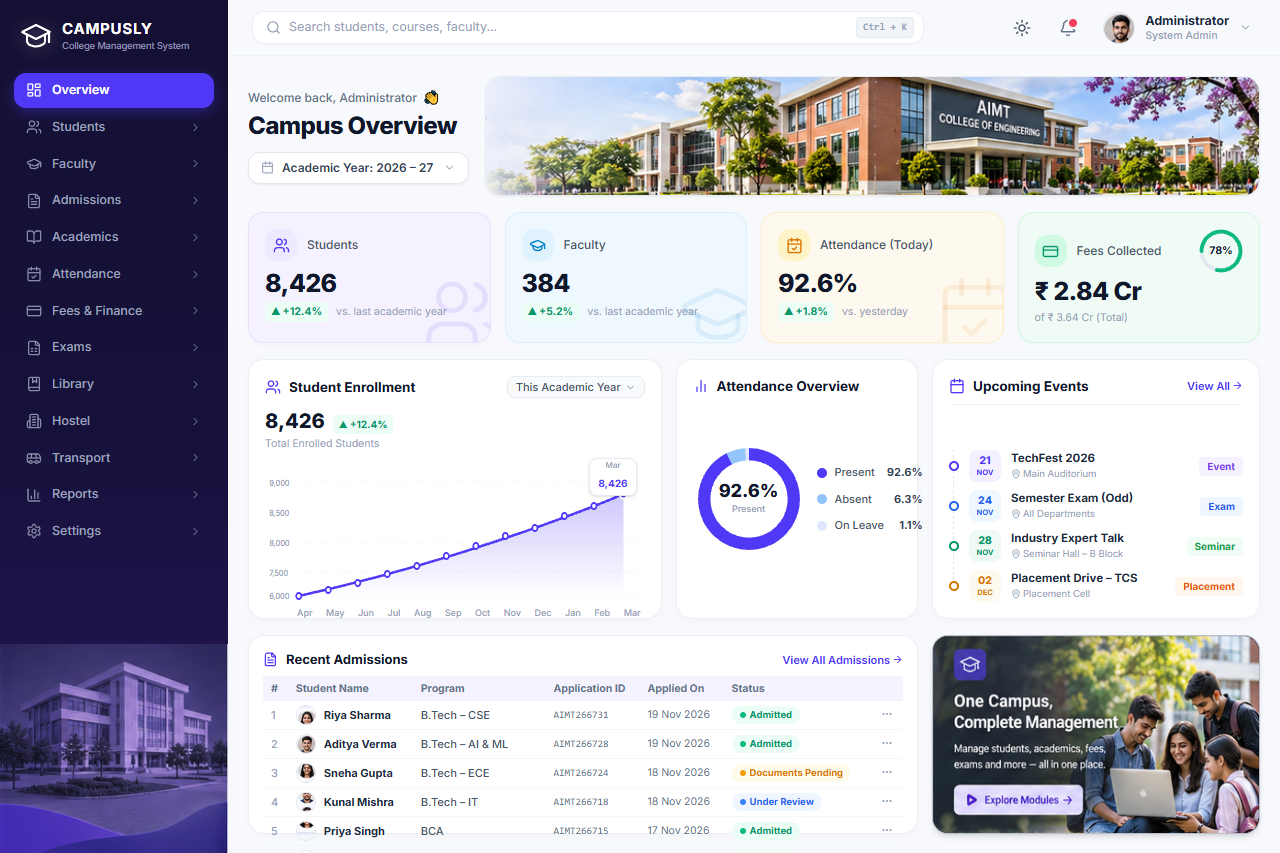 CAMPUSLY
College Management System
Search students, courses, faculty...
Ctrl + K
Administrator
System Admin
Overview
Students
Faculty
Admissions
Academics
Attendance
Fees & Finance
Exams
Library
Hostel
Transport
Reports
Settings
Welcome back, Administrator
Campus Overview
Academic Year: 2026 – 27
AIMT
COLLEGE OF ENGINEERING
Students
8,426
▲ +12.4% vs. last academic year
Faculty
384
▲ +5.2% vs. last academic year
Attendance (Today)
92.6%
▲ +1.8% vs. yesterday
Fees Collected
78%
₹ 2.84 Cr
of ₹ 3.64 Cr (Total)
Student Enrollment
This Academic Year
8,426 ▲ +12.4%
Total Enrolled Students
Mar
8,426
9,000
8,500
8,000
7,500
6,000
Apr May Jun Jul Aug Sep Oct Nov Dec Jan Feb Mar
Attendance Overview
92.6%
Present
Present 92.6%
Absent 6.3%
On Leave 1.1%
Upcoming Events
View All →
21 NOV
TechFest 2026
Main Auditorium
Event
24 NOV
Semester Exam (Odd)
All Departments
Exam
28 NOV
Industry Expert Talk
Seminar Hall – B Block
Seminar
02 DEC
Placement Drive – TCS
Placement Cell
Placement
Recent Admissions
View All Admissions →
# Student Name Program Application ID Applied On Status
1 Riya Sharma B.Tech – CSE AIMT266731 19 Nov 2026 Admitted ...
2 Aditya Verma B.Tech – AI & ML AIMT266728 19 Nov 2026 Admitted ...
3 Sneha Gupta B.Tech – ECE AIMT266724 18 Nov 2026 Documents Pending ...
4 Kunal Mishra B.Tech – IT AIMT266718 18 Nov 2026 Under Review ...
5 Priya Singh BCA AIMT266715 17 Nov 2026 Admitted ...
One Campus,
Complete Management
Manage students, academics, fees,
exams and more — all in one place.
Explore Modules →